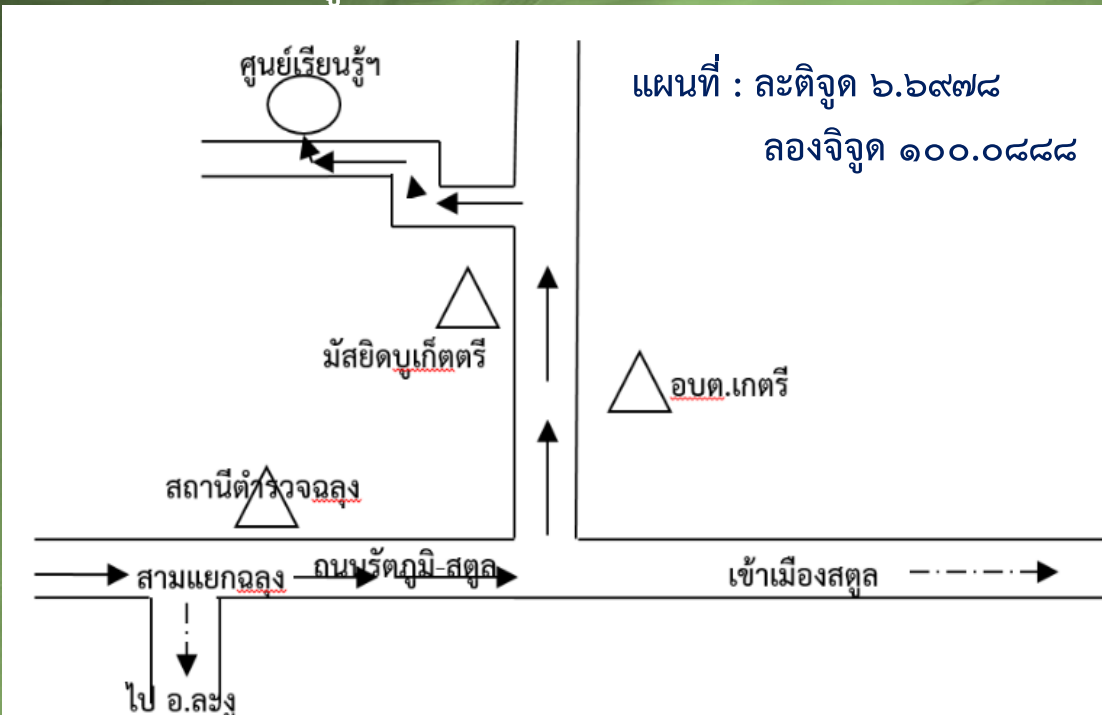 ศูนย์เรียนรู้ฯ
แผนที่ : ละติจูด ๖.๖๙๗๘
ลองจิจูด ๑๐๐.๐๘๘๘
มัสยิดบูเก็ตตรี
อบต.เกตรี
สถานีตำรวจฉลุง
ถนนรัตภูมิ-สตูล
สามแยกฉลุง
เข้าเมืองสตูล
ไป อ.ละงู